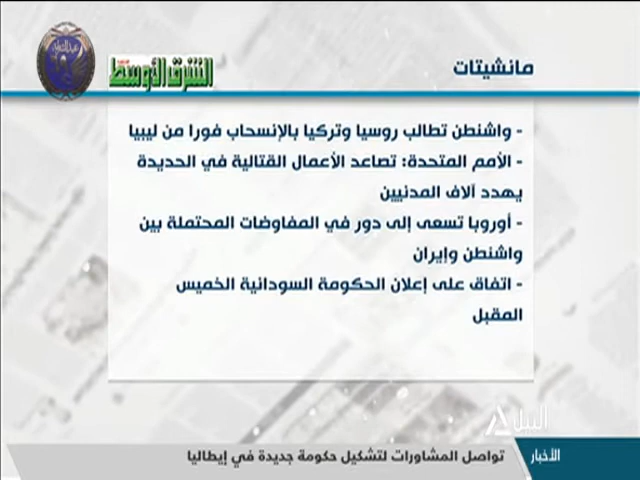 مانشيتات
الشرق الأوسط
- واشنطن تطالب روسيا وتركيا بالإنسحاب فورا من ليبيا
- الأمم المتحدة: تصاعد الأعمال القتالية في الحديدة
يهدد آلاف المدنيين
- أوروبا تسعى إلى دور في المفاوضات المحتملة بين
واشنطن وإيران
- اتفاق على إعلان الحكومة السودانية الخميس
المقبل
النيل
الأخبار
تواصل المشاورات لتشكيل حكومة جديدة في إيطاليا